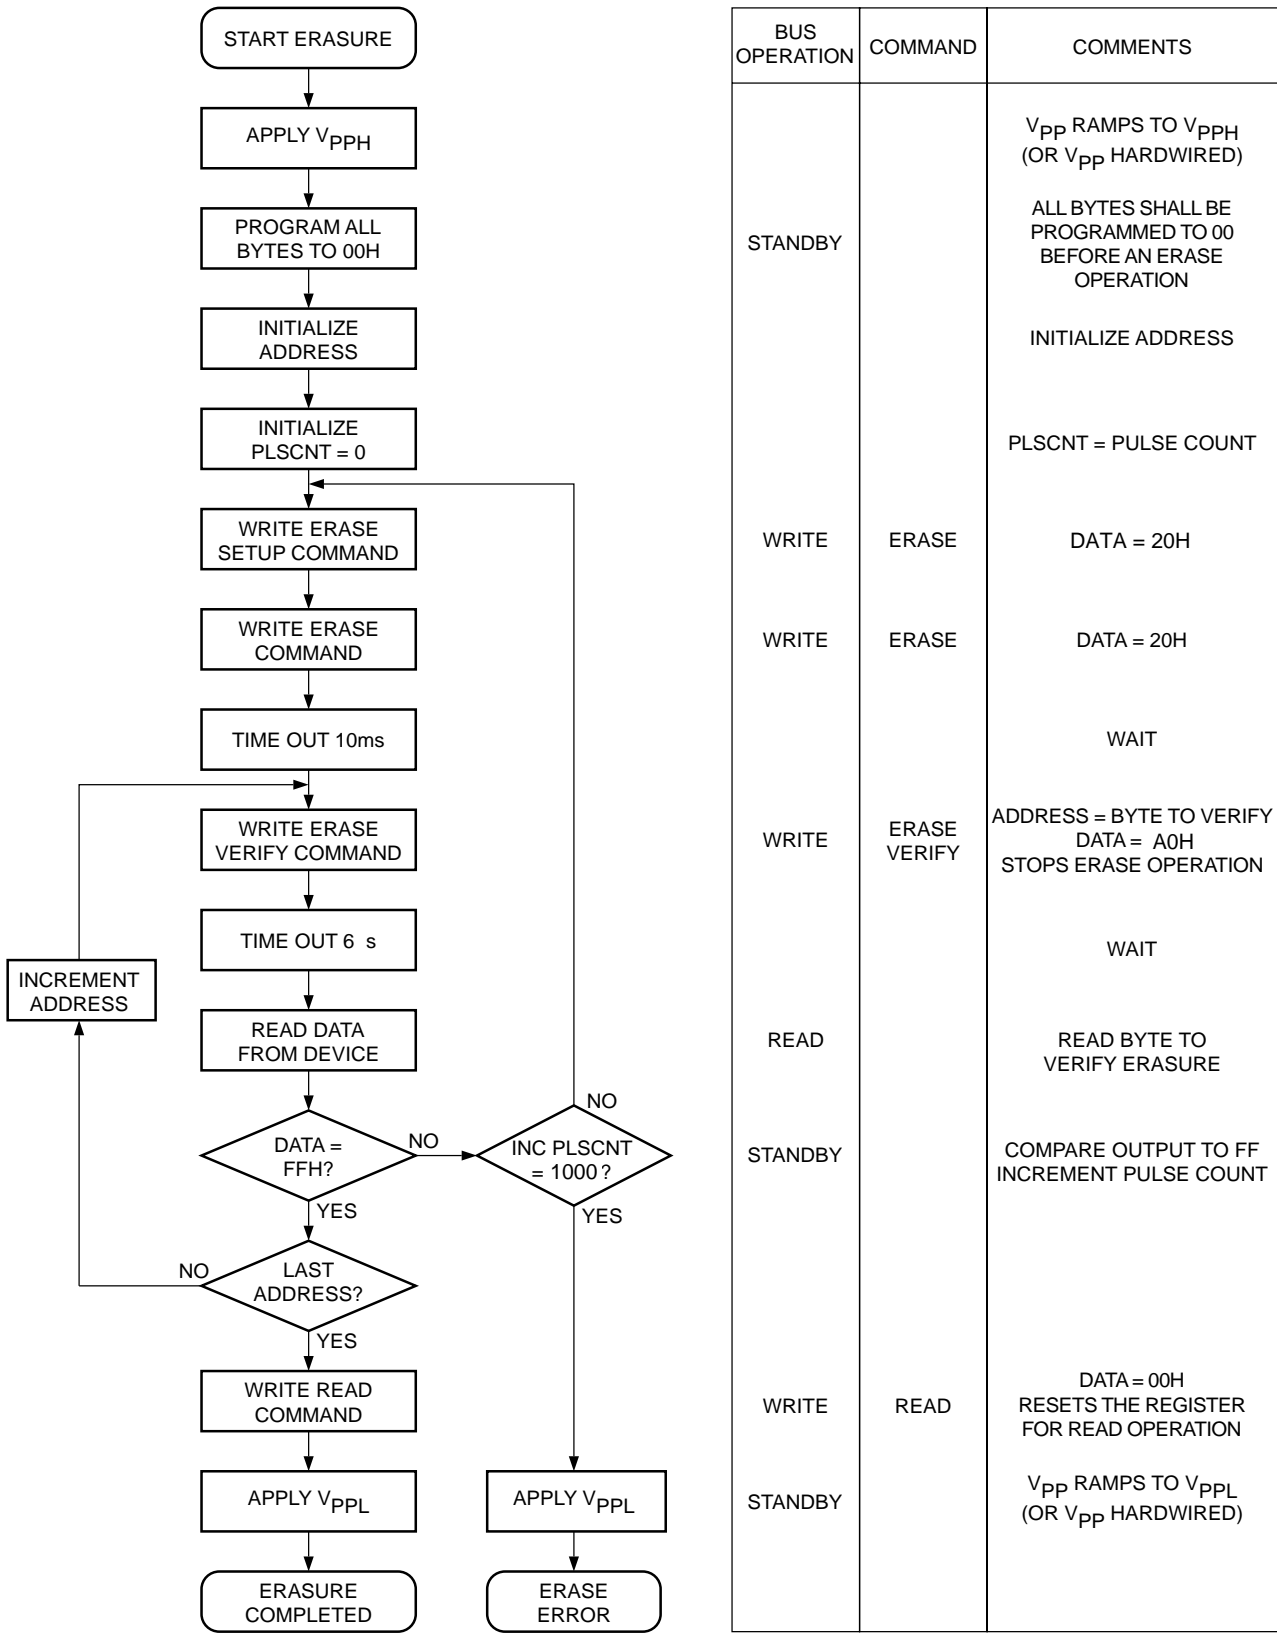 START ERASURE
APPLY VPPH
PROGRAM ALL
BYTES TO 00H
INITIALIZE
ADDRESS
INITIALIZE
PLSCNT = 0
WRITE ERASE
SETUP COMMAND
WRITE ERASE
COMMAND
TIME OUT 10ms
WRITE ERASE
VERIFY COMMAND
TIME OUT 6 s
INCREMENT
ADDRESS
READ DATA
FROM DEVICE
DATA =
FFH?
NO
YES
INC PLSCNT
= 1000 ?
NO
YES
LAST
ADDRESS?
NO
YES
WRITE READ
COMMAND
APPLY VPPL
APPLY VPPL
ERASURE
COMPLETED
ERASE
ERROR
BUS
OPERATION
COMMAND
COMMENTS
STANDBY
VPP RAMPS TO VPPH
(OR VPP HARDWIRED)
ALL BYTES SHALL BE
PROGRAMMED TO 00
BEFORE AN ERASE
OPERATION
INITIALIZE ADDRESS
PLSCNT = PULSE COUNT
WRITE
ERASE
DATA = 20H
WRITE
ERASE
DATA = 20H
WAIT
WRITE
ERASE
VERIFY
ADDRESS = BYTE TO VERIFY
DATA = A0H
STOPS ERASE OPERATION
WAIT
READ
READ BYTE TO
VERIFY ERASURE
STANDBY
COMPARE OUTPUT TO FF
INCREMENT PULSE COUNT
WRITE
READ
DATA = 00H
RESETS THE REGISTER
FOR READ OPERATION
STANDBY
VPP RAMPS TO VPPL
(OR VPP HARDWIRED)